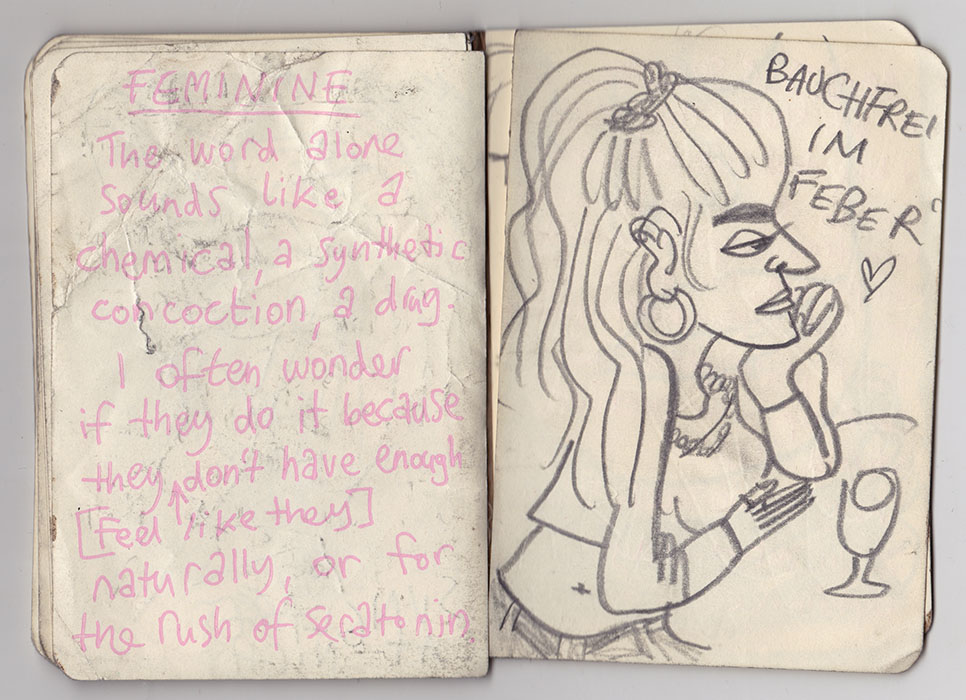 FEMININE
The word alone
sounds like a
chemical, a synthetic
concoction, a drug.
I often wonder
if they do it because
they don't have enough
[feel like they]
naturally, or for
the rush of seratonin.
BAUCHFREI
IM
FEBER